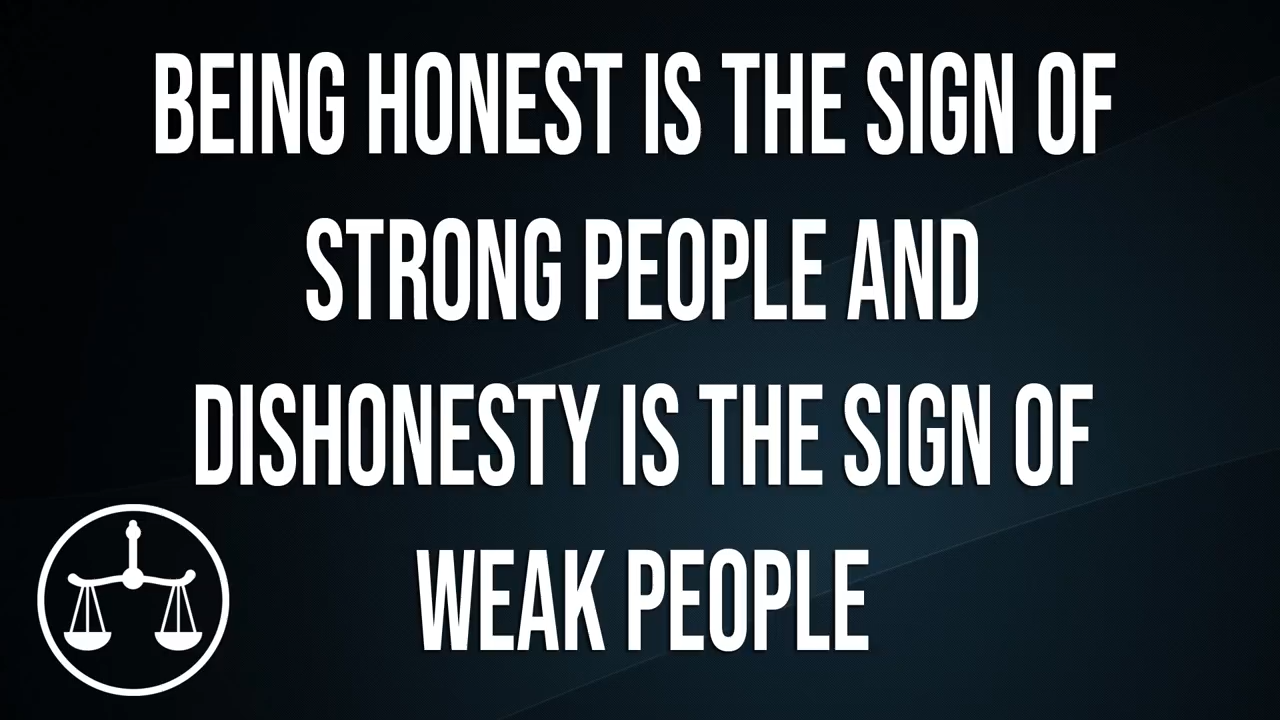 BEING HONEST IS THE SIGN OF
STRONG PEOPLE AND
DISHONESTY IS THE SIGN OF
WEAK PEOPLE